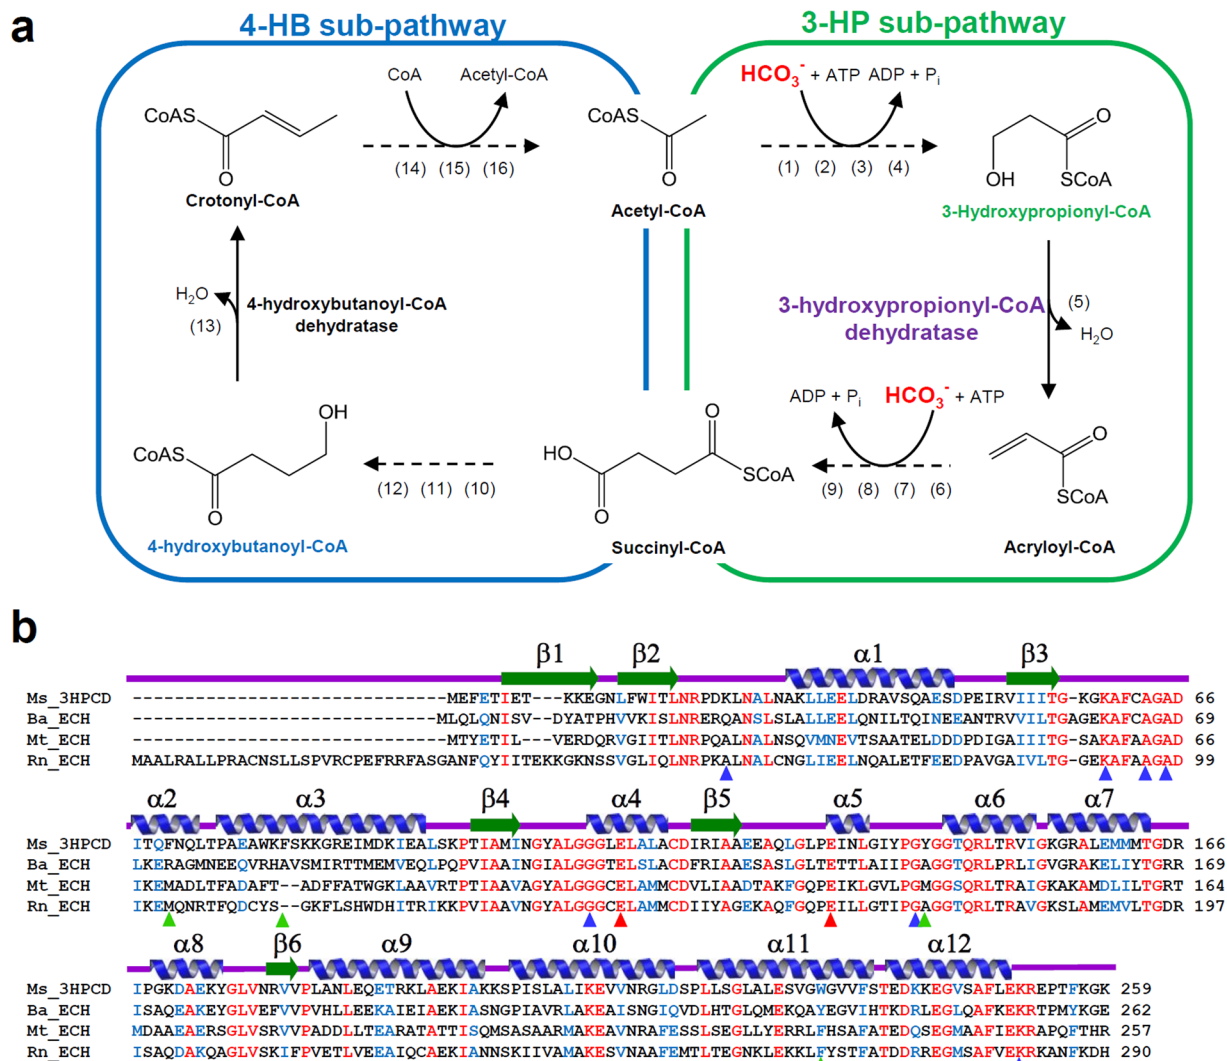 a
4-HB sub-pathway
3-HP sub-pathway
CoA Acetyl-CoA
HCO₃⁻ + ATP ADP + Pᵢ
CoAS
O
Crotonyl-CoA
(14) (15) (16)
CoAS
O
Acetyl-CoA
(1) (2) (3) (4)
O
OH SCoA
3-Hydroxypropionyl-CoA
H₂O
(13)
4-hydroxybutanoyl-CoA
dehydratase
3-hydroxypropionyl-CoA
dehydratase
(5)
H₂O
OH
CoAS
O
4-hydroxybutanoyl-CoA
(12) (11) (10)
HO
O
O
SCoA
Succinyl-CoA
ADP + Pᵢ HCO₃⁻ + ATP
(9) (8) (7) (6)
O
SCoA
Acryloyl-CoA
b
β1 β2 α1 β3
Ms_3HPCD ------------------------------MEFETIET---KKEGNLFWITLNRPDKLNALNAKLLEELDRAVSQAESDPEIRVIIITG-KGKAFCAGAD 66
Ba_ECH -----------------------------MLQLQNISV--DYATPHVVKISLNRERQANSLSLALLEELQNILTQINEEANTRVVILTGAGEKAFCAGAD 69
Mt_ECH ------------------------------MTYETIL---VERDQRVGIITLNRPQALNALNSQVMNEVTSAATELDDDPDIGAIIITG-SAKAFAAGAD 66
Rn_ECH MAALRALLPRACNSLLSPVRCPEFRRFASGANFQYIITEKKGKNSSVGLIQLNRPKALNALCNGLIEELNQALETFEEDPAVGAIVLTG-GEKAFAAGAD 99
α2 α3 β4 α4 β5 α5 α6 α7
Ms_3HPCD ITQFNQLTPAEAWKFSKKGREIMDKIEALSKPTIAMINGYALGGGLELALACDIRIAAEEAQLGLPEINLGIYPGYGGTQRLTRVIGKGRALEMMMTGDR 166
Ba_ECH LKERAGMNEEQVRHAVSMIRTTMEMVEQLPQPVIAAINGIALGGGTELSLACDFRIAAESASLGLTETTLAIIPGAGGTQRLPRLIGVGRAKELIYTGRR 169
Mt_ECH IKEMADLTFADAFT--ADFFATWGKLAAVRTPTIAAVAGYALGGGCELAMMCDVLIAADTAKFGQPEIKLGVLPGMGGSQRLTRAIGKAKAMDLILTGRT 164
Rn_ECH IKEMQNRTFQDCYS--GKFLSHWDHITRIKKPVIAAVNGYALGGGCELAMMCDIIYAGEKAQFGQPEILLGTIPGAGGTQRLTRAVGKSLAMEMVLTGDR 197
α8 β6 α9 α10 α11 α12
Ms_3HPCD IPGKDAEKYGLVNRVVPLANLEQETRKLAEKIAKKSPISLALIKEVVNRGLDSPLLSGLALESVGWGVVFSTEDKKEGVSAFLEKREPTFKGK 259
Ba_ECH ISAQEAKEYGLVEFVVPVHLLEEKAIEIAEKIASNGPIAVRLAKEAISNGIQVDLHTGLQMEKQAYEGVIHTKDRLEGLQAFKEKRTPMYKGE 262
Mt_ECH MDAAEAERSGLVSRVVPADDLLTEARATATTISQMSASAARMAKEAVNRAFESSLSEGLLYERRLFHSAFATEDQSEGMAAFIEKRAPQFTHR 257
Rn_ECH ISAQDAKQAGLVSKIFPVETLVEEAIQCAEKIANNSKIIVAMAKESVNAAFEMTLTEGNKLEKKLFYSTFATDDRREGMSAFVEKRKANFKDH 290